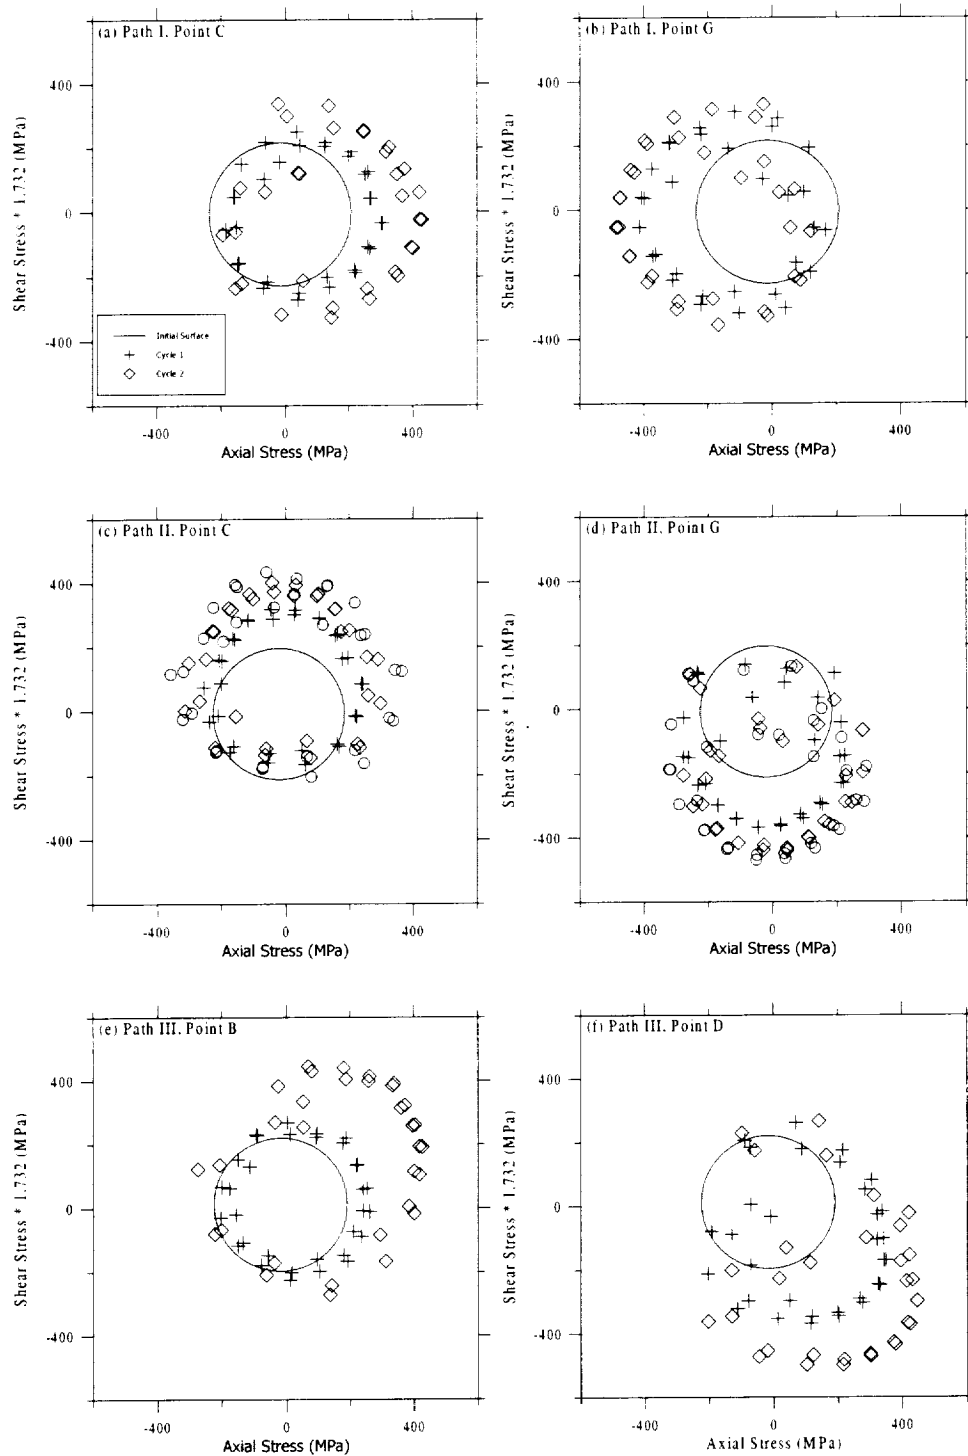 (a) Path I, Point C
400
0
-400
Shear Stress * 1.732 (MPa)
Initial Surface
Cycle 1
Cycle 2
-400 0 400
Axial Stress (MPa)
(b) Path I, Point G
400
0
-400
Shear Stress * 1.732 (MPa)
-400 0 400
Axial Stress (MPa)
(c) Path II, Point C
400
0
-400
Shear Stress * 1.732 (MPa)
-400 0 400
Axial Stress (MPa)
(d) Path II, Point G
400
0
-400
Shear Stress * 1.732 (MPa)
-400 0 400
Axial Stress (MPa)
(e) Path III, Point B
400
0
-400
Shear Stress * 1.732 (MPa)
-400 0 400
Axial Stress (MPa)
(f) Path III, Point D
400
0
-400
Shear Stress * 1.732 (MPa)
-400 0 400
Axial Stress (MPa)